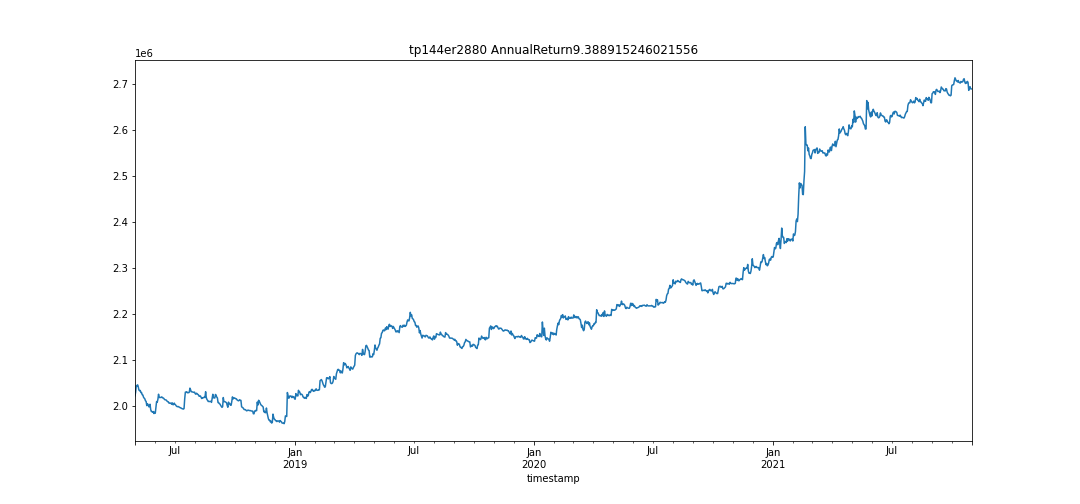 tp144er2880 AnnualReturn9.388915246021556
1e6
2.7
2.6
2.5
2.4
2.3
2.2
2.1
2.0
Jul
Jan
2019
Jul
Jan
2020
Jul
Jan
2021
Jul
timestamp